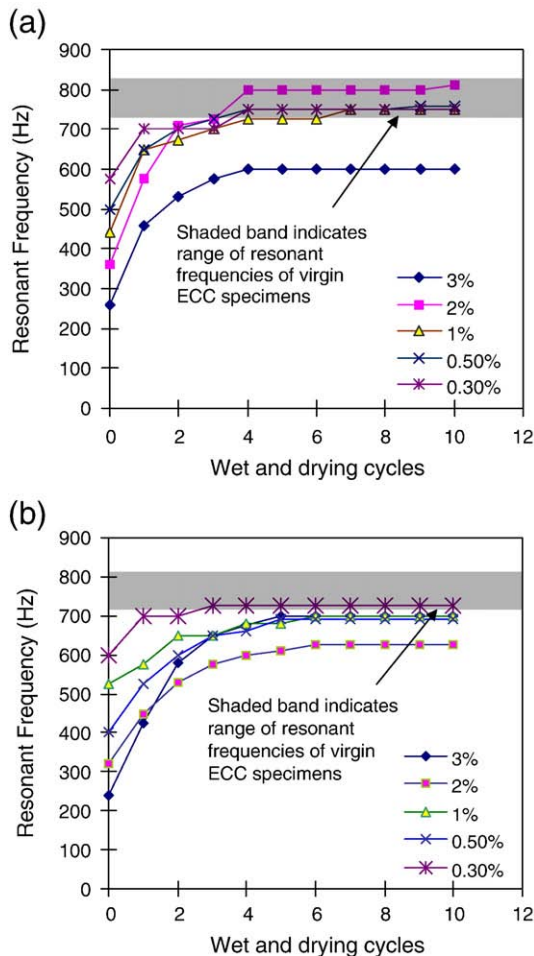 (a)
900
800
700
600
500
400
300
200
100
0
Resonant Frequency (Hz)
Shaded band indicates
range of resonant
frequencies of virgin
ECC specimens
3%
2%
1%
0.50%
0.30%
0 2 4 6 8 10 12
Wet and drying cycles
(b)
900
800
700
600
500
400
300
200
100
0
Resonant Frequency (Hz)
Shaded band indicates
range of resonant
frequencies of virgin
ECC specimens
3%
2%
1%
0.50%
0.30%
0 2 4 6 8 10 12
Wet and drying cycles